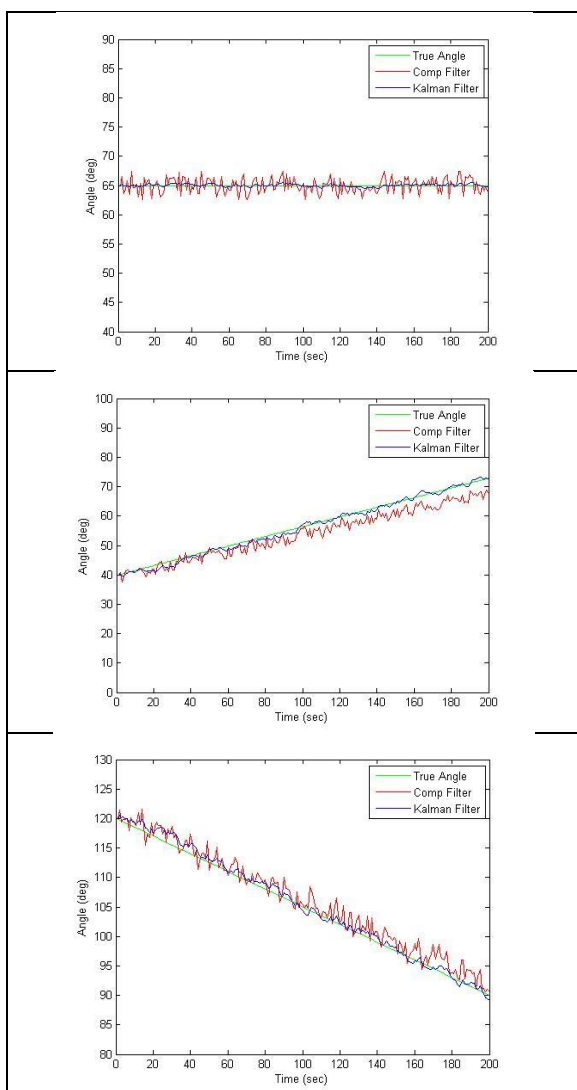 90
85
80
75
70
65
60
55
50
45
40
Angle (deg)
True Angle
Comp Filter
Kalman Filter
0 20 40 60 80 100 120 140 160 180 200
Time (sec)
100
90
80
70
60
50
40
30
20
10
0
Angle (deg)
True Angle
Comp Filter
Kalman Filter
0 20 40 60 80 100 120 140 160 180 200
Time (sec)
130
125
120
115
110
105
100
95
90
85
80
Angle (deg)
True Angle
Comp Filter
Kalman Filter
0 20 40 60 80 100 120 140 160 180 200
Time (sec)